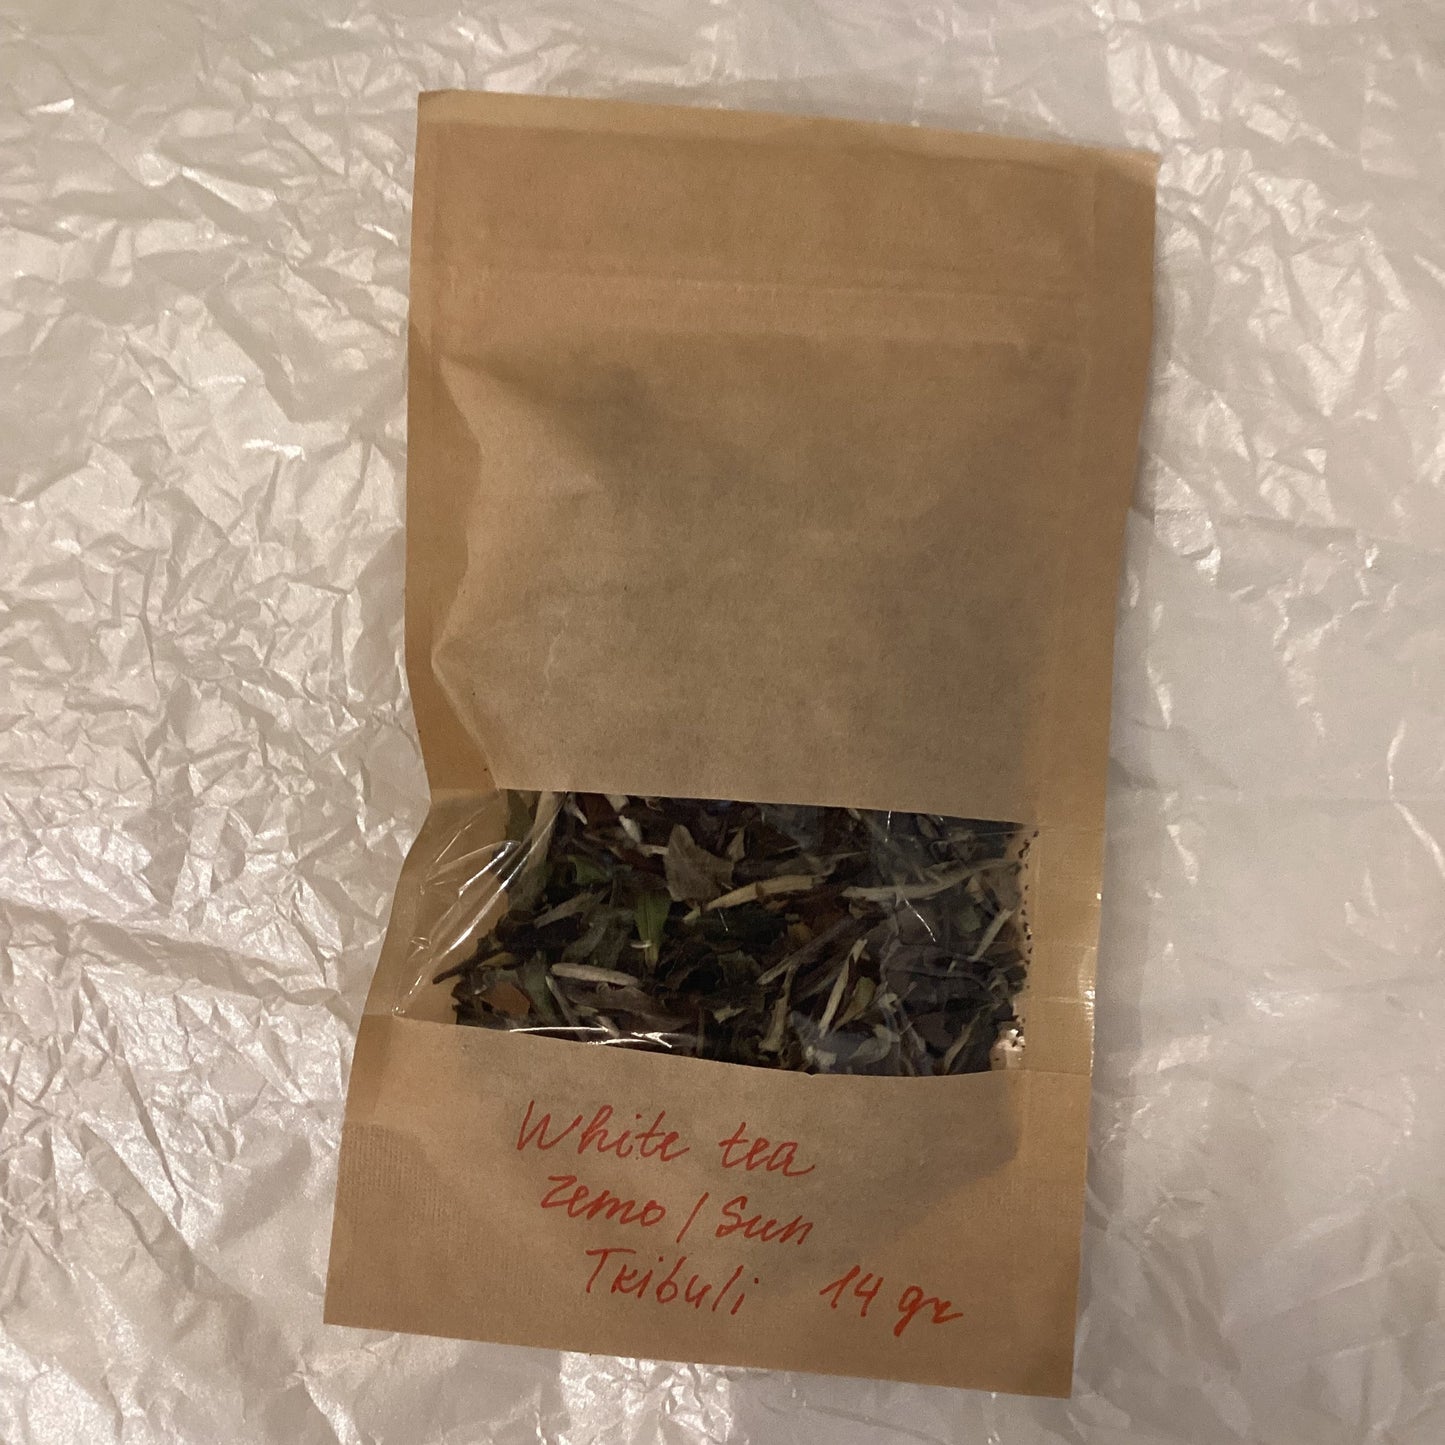 White tea
Zemo / Sun
Tkibuli 14 gr